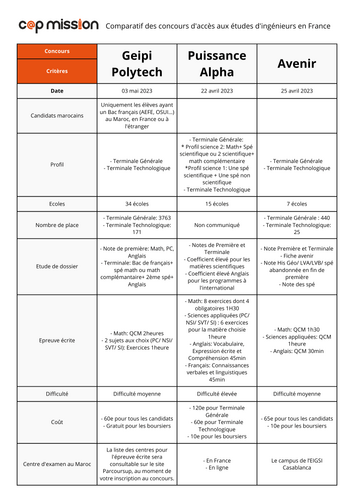 c@p mission
Comparatif des concours d'accès aux études d'ingénieurs en France
Concours
Critères
Geipi
Polytech
Puissance
Alpha
Avenir
Date
03 mai 2023
22 avril 2023
25 avril 2023
Candidats marocains
Uniquement les élèves ayant
un Bac français (AEFE, OSUI...)
au Maroc, en France ou à
l'étranger
Profil
- Terminale Générale
- Terminale Technologique
- Terminale Générale:
* Profil science 2: Math+ Spé
scientifique ou 2 scientifique+
math complémentaire
*Profil science 1: Une spé
scientifique + Une spé non
scientifique
- Terminale Technologique
- Terminale Générale
- Terminale Technologique
Ecoles
34 écoles
15 écoles
7 écoles
Nombre de place
- Terminale Générale: 3763
- Terminale Technologique:
171
Non communiqué
- Terminale Générale : 440
- Terminale Technologique:
25
Etude de dossier
- Note de première: Math, PC,
Anglais
- Terminale: Bac de français+
spé math ou math
complémantaire+ 2ème spé+
Anglais
- Notes de Première et
Terminale
- Coefficient élevé pour les
matières scientifiques
- Coefficient élevé Anglais
pour les programmes à
l'international
- Note Première et Terminale
- Fiche avenir
- Note His Géo/ LVA/LVB/ spé
abandonnée en fin de
première
- Note des spé
Epreuve écrite
- Math: QCM 2heures
- 2 sujets aux choix (PC/ NSI/
SVT/ SI): Exercices 1heure
- Math: 8 exercices dont 4
obligatoires 1H30
- Sciences appliquées (PC/
NSI/ SVT/ SI) : 6 exercices
pour la matière choisie
1heure
- Anglais: Vocabulaire,
Expression écrite et
Compréhension 45min
- Français: Connaissances
verbales et linguistiques
45min
- Math: QCM 1h30
- Sciences appliquées: QCM
1heure
- Anglais: QCM 30min
Difficulté
Difficulté moyenne
Difficulté élevée
Difficulté moyenne
Coût
- 60e pour tous les candidats
- Gratuit pour les boursiers
- 120e pour Terminale
Générale
- 60e pour Terminale
Technologique
- 10e pour les boursiers
- 65e pour tous les candidats
- 10e pour les boursiers
Centre d'examen au Maroc
La liste des centres pour
l'épreuve écrite sera
consultable sur le site
Parcoursup, au moment de
votre inscription au concours.
- En France
- En ligne
Le campus de l'EIGSI
Casablanca